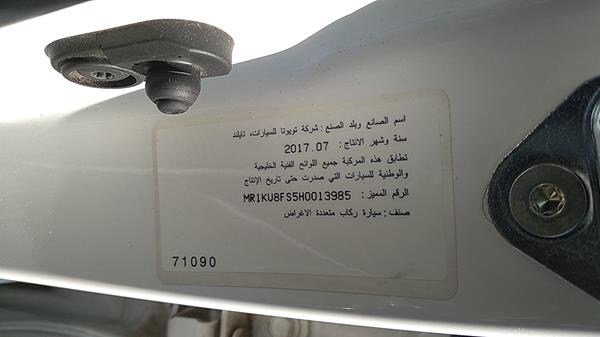 أسم الصانع وبلد الصنع : شركة تويوتا للسيارات، تايلند
سنة وشهر الانتاج : 2017.07
تطابق هذه المركبة جميع اللوائح الفنية الخليجية
والوطنية للسيارات التي صدرت حتى تاريخ الإنتاج
الرقم المميز : MR1KU8FS5H0013985
صنف : سيارة ركاب متعددة الاغراض
71090